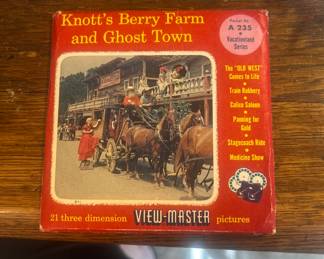 Knott's Berry Farm
and Ghost Town
Packet No.
A 235
Vacationland
Series
The "OLD WEST"
Comes to Life
Train Robbery
Calico Saloon
Panning for
Gold
Stagecoach Ride
Medicine Show
21 three dimension VIEW-MASTER pictures